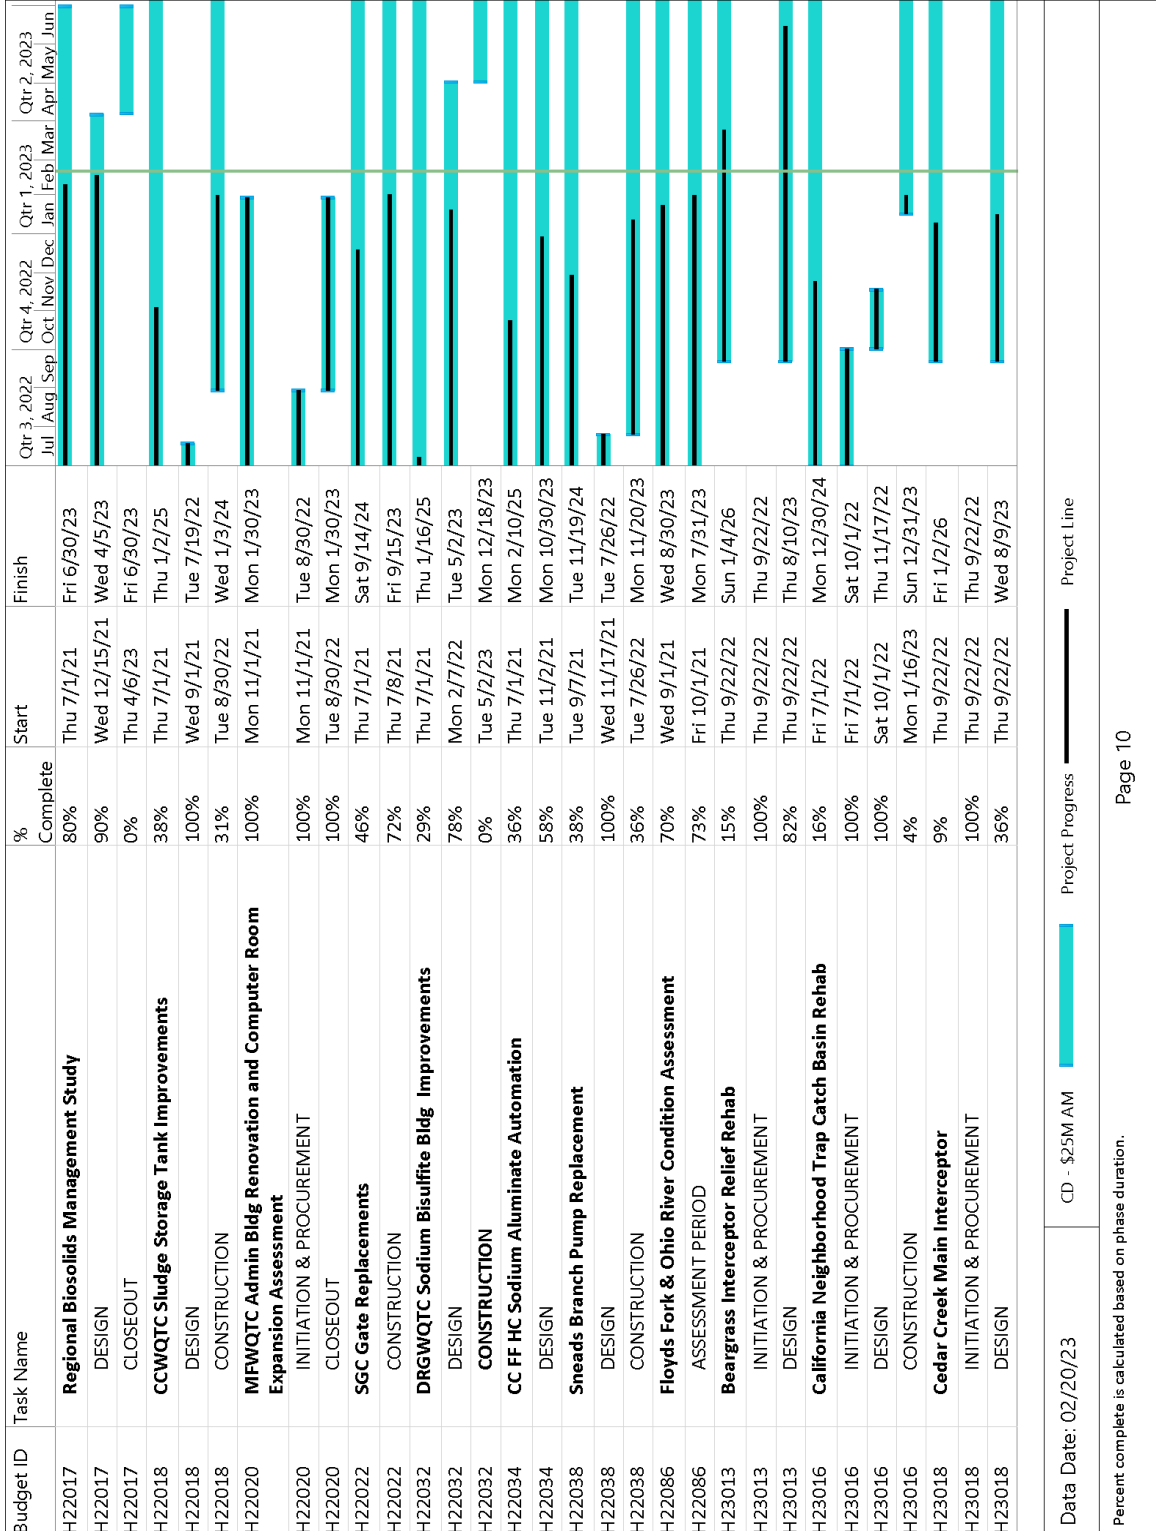 Budget ID Task Name % Complete Start Finish Qtr 3, 2022 Qtr 4, 2022 Qtr 1, 2023 Qtr 2, 2023
Jul Aug Sep Oct Nov Dec Jan Feb Mar Apr May Jun
H22017 Regional Biosolids Management Study 80% Thu 7/1/21 Fri 6/30/23
H22017 DESIGN 90% Wed 12/15/21 Wed 4/5/23
H22017 CLOSEOUT 0% Thu 4/6/23 Fri 6/30/23
H22018 CCWQTC Sludge Storage Tank Improvements 38% Thu 7/1/21 Thu 1/2/25
H22018 DESIGN 100% Wed 9/1/21 Tue 7/19/22
H22018 CONSTRUCTION 31% Tue 8/30/22 Wed 1/3/24
H22020 MFWQTC Admin Bldg Renovation and Computer Room 100% Mon 11/1/21 Mon 1/30/23
Expansion Assessment
H22020 INITIATION & PROCUREMENT 100% Mon 11/1/21 Tue 8/30/22
H22020 CLOSEOUT 100% Tue 8/30/22 Mon 1/30/23
H22022 SGC Gate Replacements 46% Thu 7/1/21 Sat 9/14/24
H22022 CONSTRUCTION 72% Thu 7/8/21 Fri 9/15/23
H22032 DRGWQTC Sodium Bisulfite Bldg Improvements 29% Thu 7/1/21 Thu 1/16/25
H22032 DESIGN 78% Mon 2/7/22 Tue 5/2/23
H22032 CONSTRUCTION 0% Tue 5/2/23 Mon 12/18/23
H22034 CC FF HC Sodium Aluminate Automation 36% Thu 7/1/21 Mon 2/10/25
H22034 DESIGN 58% Tue 11/2/21 Mon 10/30/23
H22038 Sneads Branch Pump Replacement 38% Tue 9/7/21 Tue 11/19/24
H22038 DESIGN 100% Wed 11/17/21 Tue 7/26/22
H22038 CONSTRUCTION 36% Tue 7/26/22 Mon 11/20/23
H22086 Floyds Fork & Ohio River Condition Assessment 70% Wed 9/1/21 Wed 8/30/23
H22086 ASSESSMENT PERIOD 73% Fri 10/1/21 Mon 7/31/23
H23013 Beargrass Interceptor Relief Rehab 15% Thu 9/22/22 Sun 1/4/26
H23013 INITIATION & PROCUREMENT 100% Thu 9/22/22 Thu 9/22/22
H23013 DESIGN 82% Thu 9/22/22 Thu 8/10/23
H23016 California Neighborhood Trap Catch Basin Rehab 16% Fri 7/1/22 Mon 12/30/24
H23016 INITIATION & PROCUREMENT 100% Fri 7/1/22 Sat 10/1/22
H23016 DESIGN 100% Sat 10/1/22 Thu 11/17/22
H23016 CONSTRUCTION 4% Mon 1/16/23 Sun 12/31/23
H23018 Cedar Creek Main Interceptor 9% Thu 9/22/22 Fri 1/2/26
H23018 INITIATION & PROCUREMENT 100% Thu 9/22/22 Thu 9/22/22
H23018 DESIGN 36% Thu 9/22/22 Wed 8/9/23
Data Date: 02/20/23 CD - $25M AM Project Progress Project Line
Percent complete is calculated based on phase duration.
Page 10